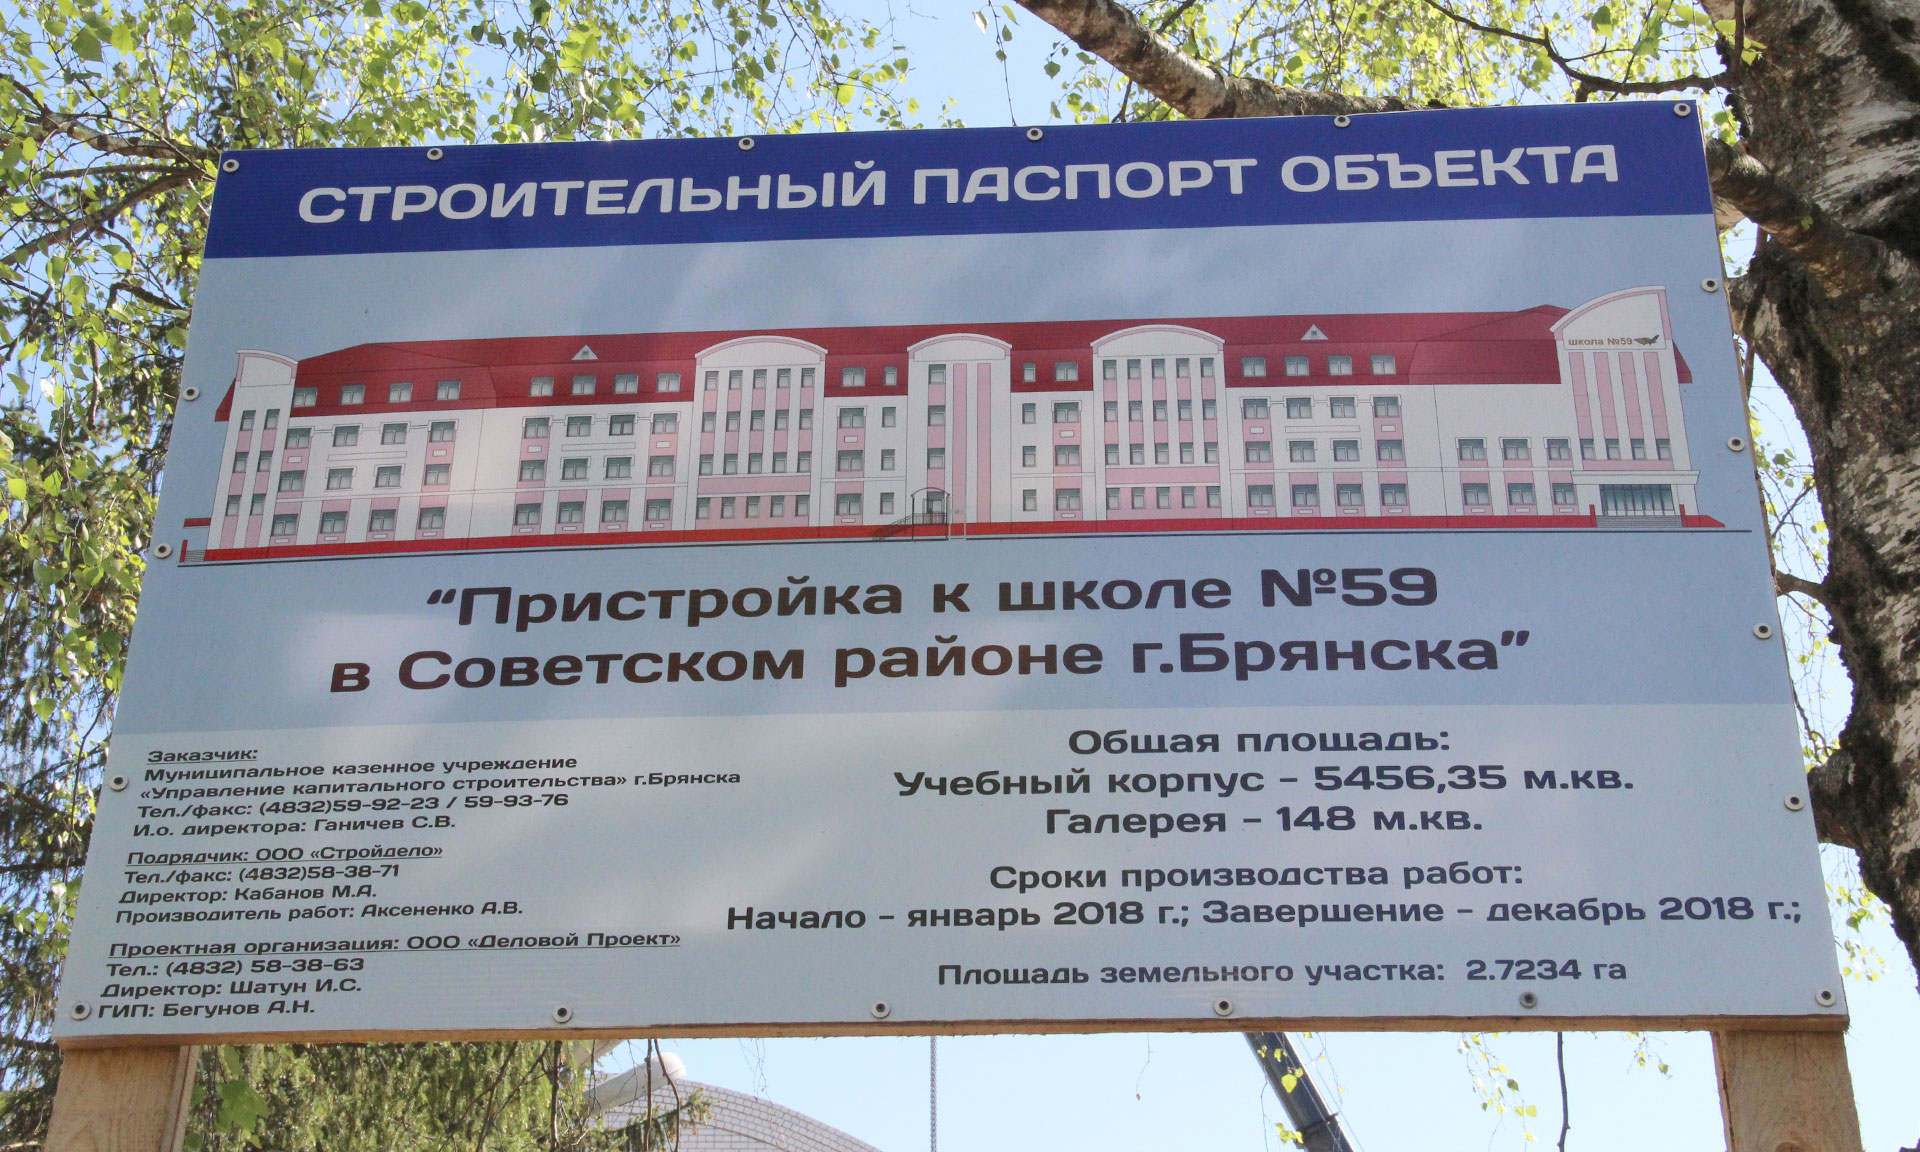 СТРОИТЕЛЬНЫЙ ПАСПОРТ ОБЪЕКТА
школа №59
“Пристройка к школе №59
в Советском районе г.Брянска”
Заказчик:
Муниципальное казенное учреждение
«Управление капитального строительства» г.Брянска
Тел./факс: (4832)59-92-23 / 59-93-76
И.о. директора: Ганичев С.В.
Подрядчик: ООО «Стройдело»
Тел./факс: (4832)58-38-71
Директор: Кабанов М.А.
Производитель работ: Аксененко А.В.
Проектная организация: ООО «Деловой Проект»
Тел.: (4832) 58-38-63
Директор: Шатун И.С.
ГИП: Бегунов А.Н.
Общая площадь:
Учебный корпус – 5456,35 м.кв.
Галерея – 148 м.кв.
Сроки производства работ:
Начало – январь 2018 г.; Завершение – декабрь 2018 г.;
Площадь земельного участка: 2.7234 га